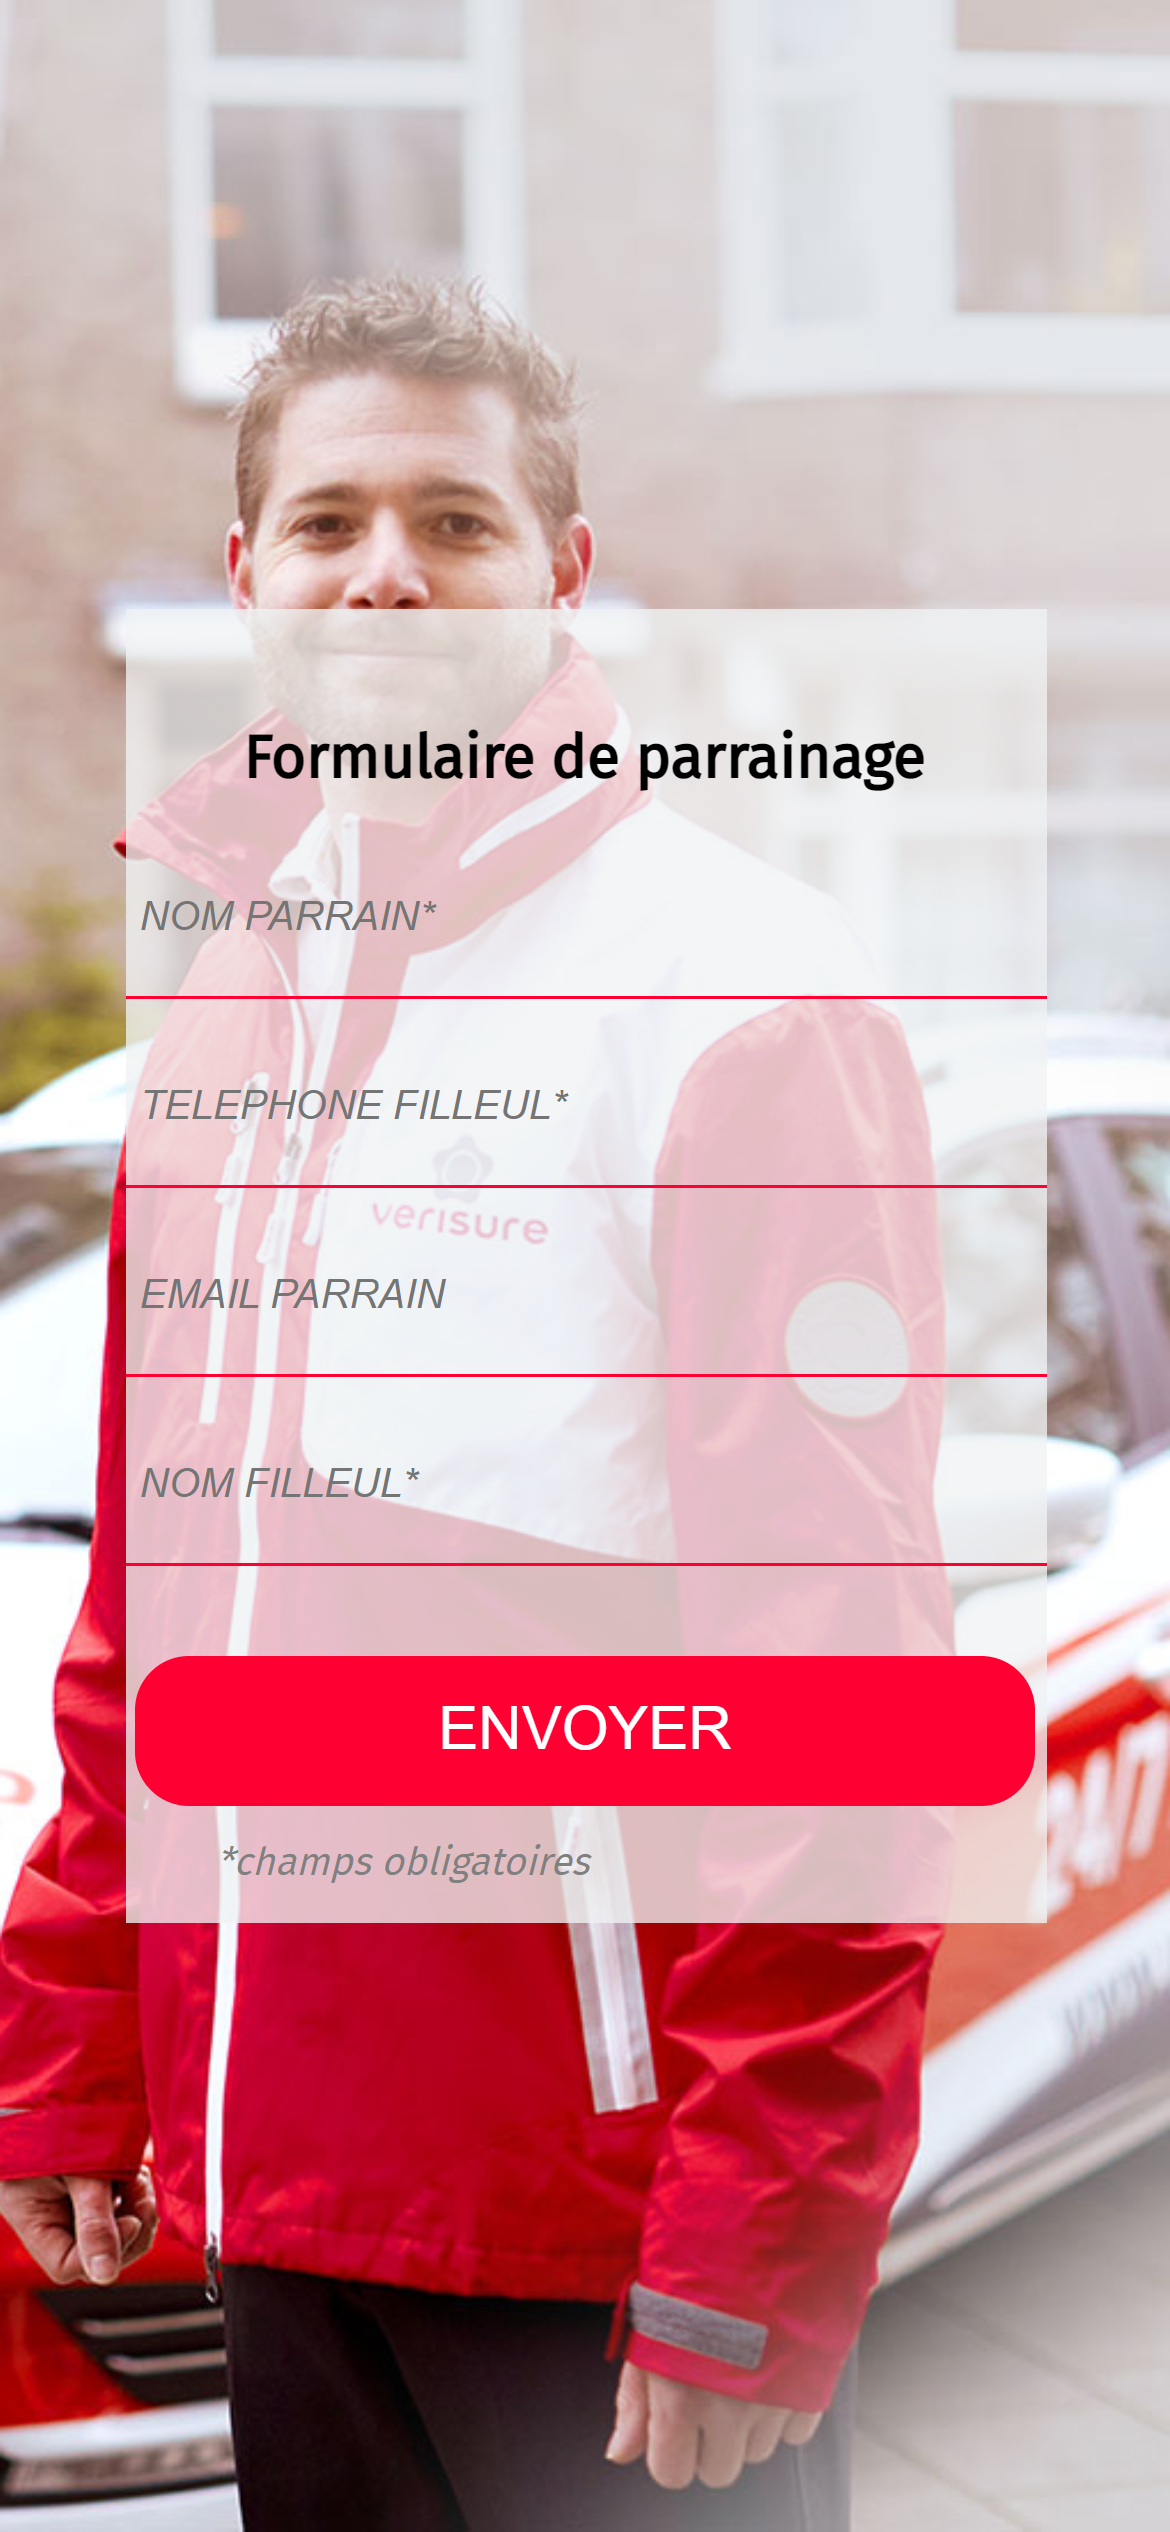 Formulaire de parrainage
NOM PARRAIN*
TELEPHONE FILLEUL*
verisure
EMAIL PARRAIN
NOM FILLEUL*
ENVOYER
24/7
*champs obligatoires